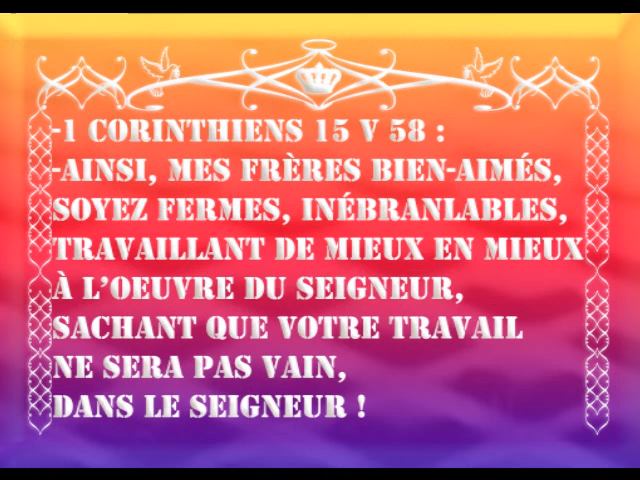 -1 CORINTHIENS 15 V 58 :
-AINSI, MES FRÈRES BIEN-AIMÉS,
SOYEZ FERMES, INÉBRANLABLES,
TRAVAILLANT DE MIEUX EN MIEUX
À L'OEUVRE DU SEIGNEUR,
SACHANT QUE VOTRE TRAVAIL
NE SERA PAS VAIN,
DANS LE SEIGNEUR !